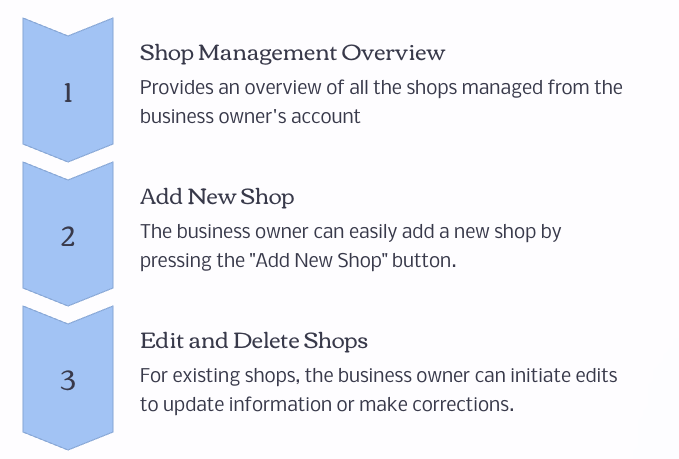 1
Shop Management Overview
Provides an overview of all the shops managed from the
business owner's account
2
Add New Shop
The business owner can easily add a new shop by
pressing the "Add New Shop" button.
3
Edit and Delete Shops
For existing shops, the business owner can initiate edits
to update information or make corrections.